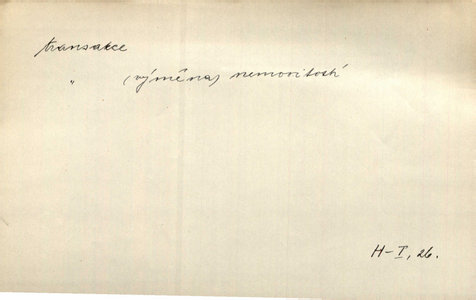 transakce
" (výměna) nemovitostí
H-I, 26.